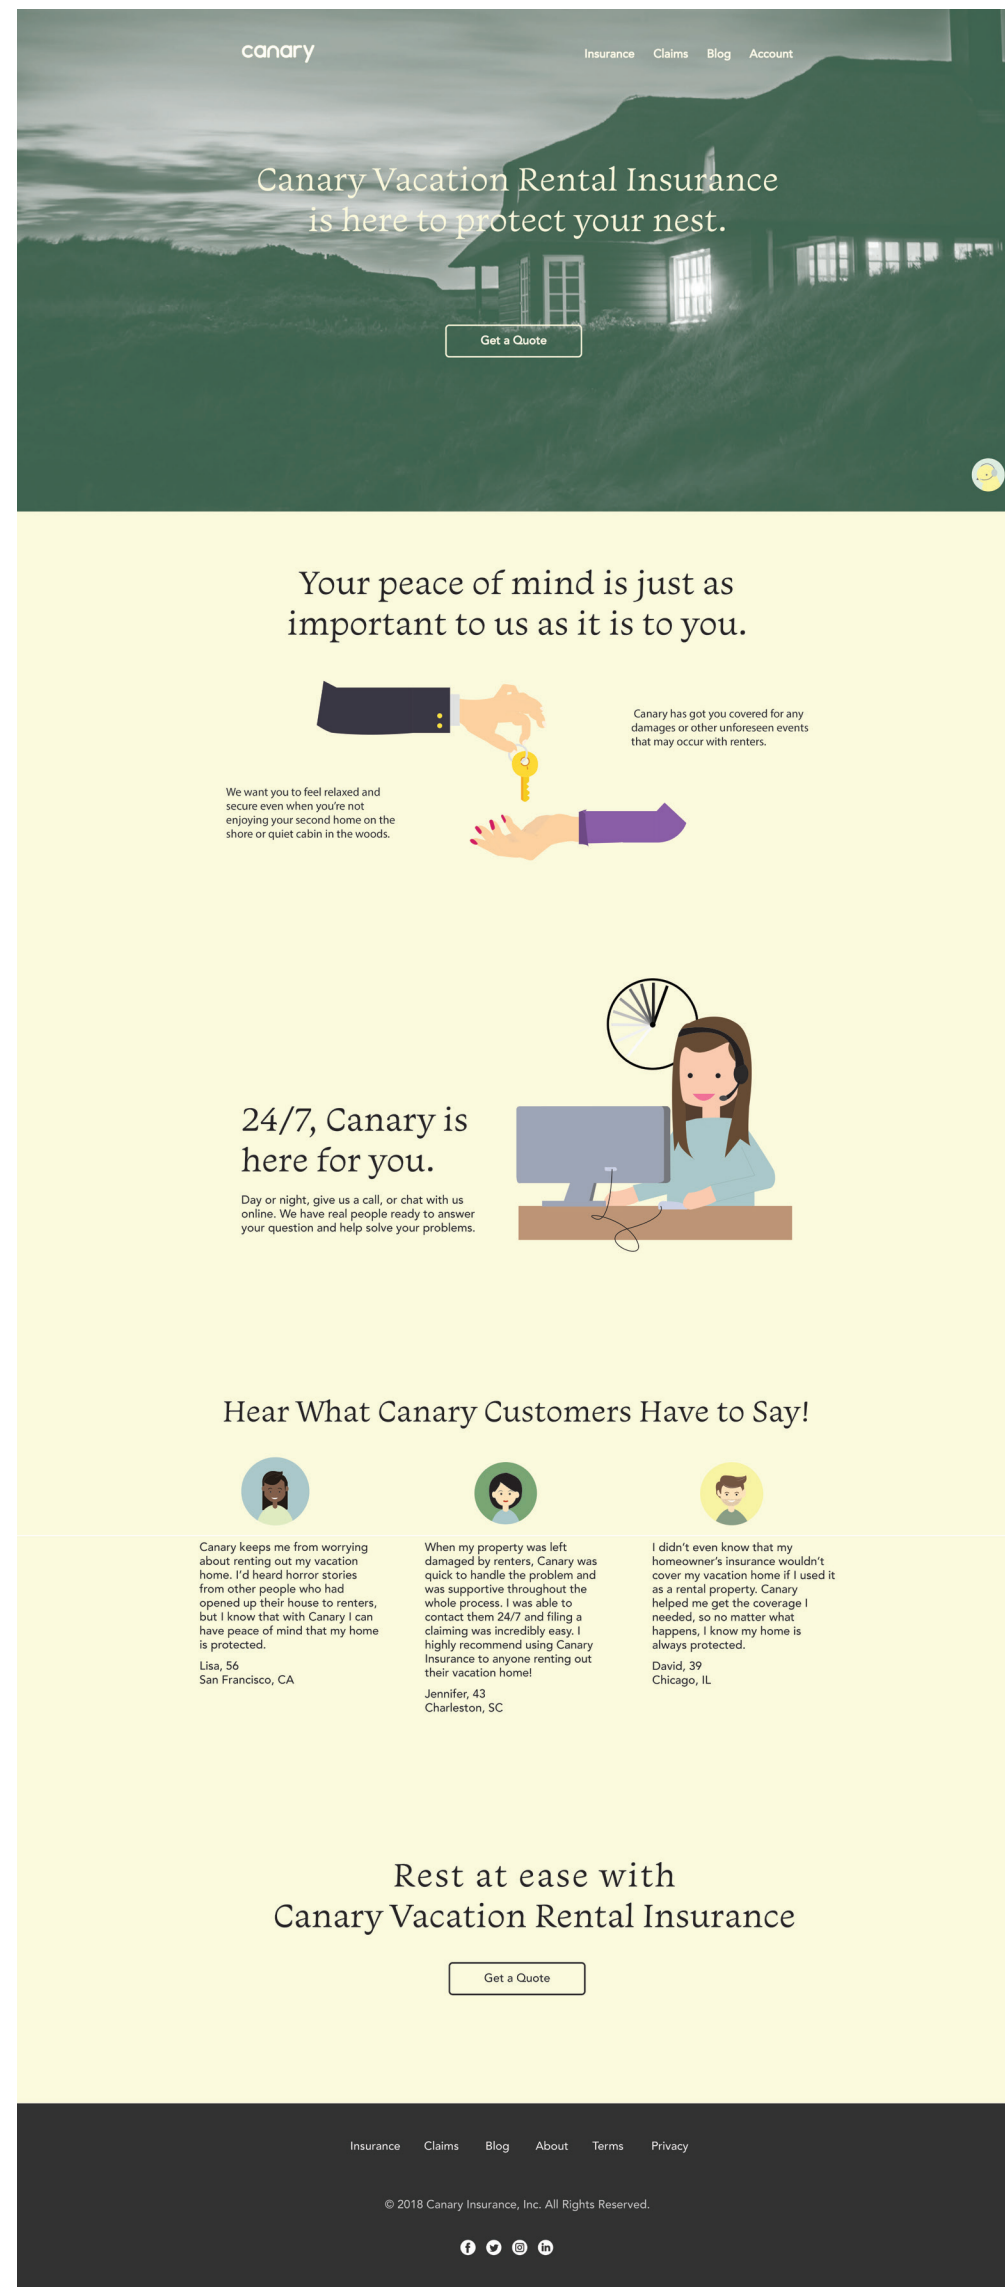 canary
Insurance Claims Blog Account
Canary Vacation Rental Insurance
is here to protect your nest.
Get a Quote
Your peace of mind is just as
important to us as it is to you.
Canary has got you covered for any
damages or other unforeseen events
that may occur with renters.
We want you to feel relaxed and
secure even when you're not
enjoying your second home on the
shore or quiet cabin in the woods.
24/7, Canary is
here for you.
Day or night, give us a call, or chat with us
online. We have real people ready to answer
your question and help solve your problems.
Hear What Canary Customers Have to Say!
Canary keeps me from worrying
about renting out my vacation
home. I'd heard horror stories
from other people who had
opened up their house to renters,
but I know that with Canary I can
have peace of mind that my home
is protected.
Lisa, 56
San Francisco, CA
When my property was left
damaged by renters, Canary was
quick to handle the problem and
was supportive throughout the
whole process. I was able to
contact them 24/7 and filing a
claiming was incredibly easy. I
highly recommend using Canary
Insurance to anyone renting out
their vacation home!
Jennifer, 43
Charleston, SC
I didn't even know that my
homeowner's insurance wouldn't
cover my vacation home if I used it
as a rental property. Canary
helped me get the coverage I
needed, so no matter what
happens, I know my home is
always protected.
David, 39
Chicago, IL
Rest at ease with
Canary Vacation Rental Insurance
Get a Quote
Insurance Claims Blog About Terms Privacy
© 2018 Canary Insurance, Inc. All Rights Reserved.